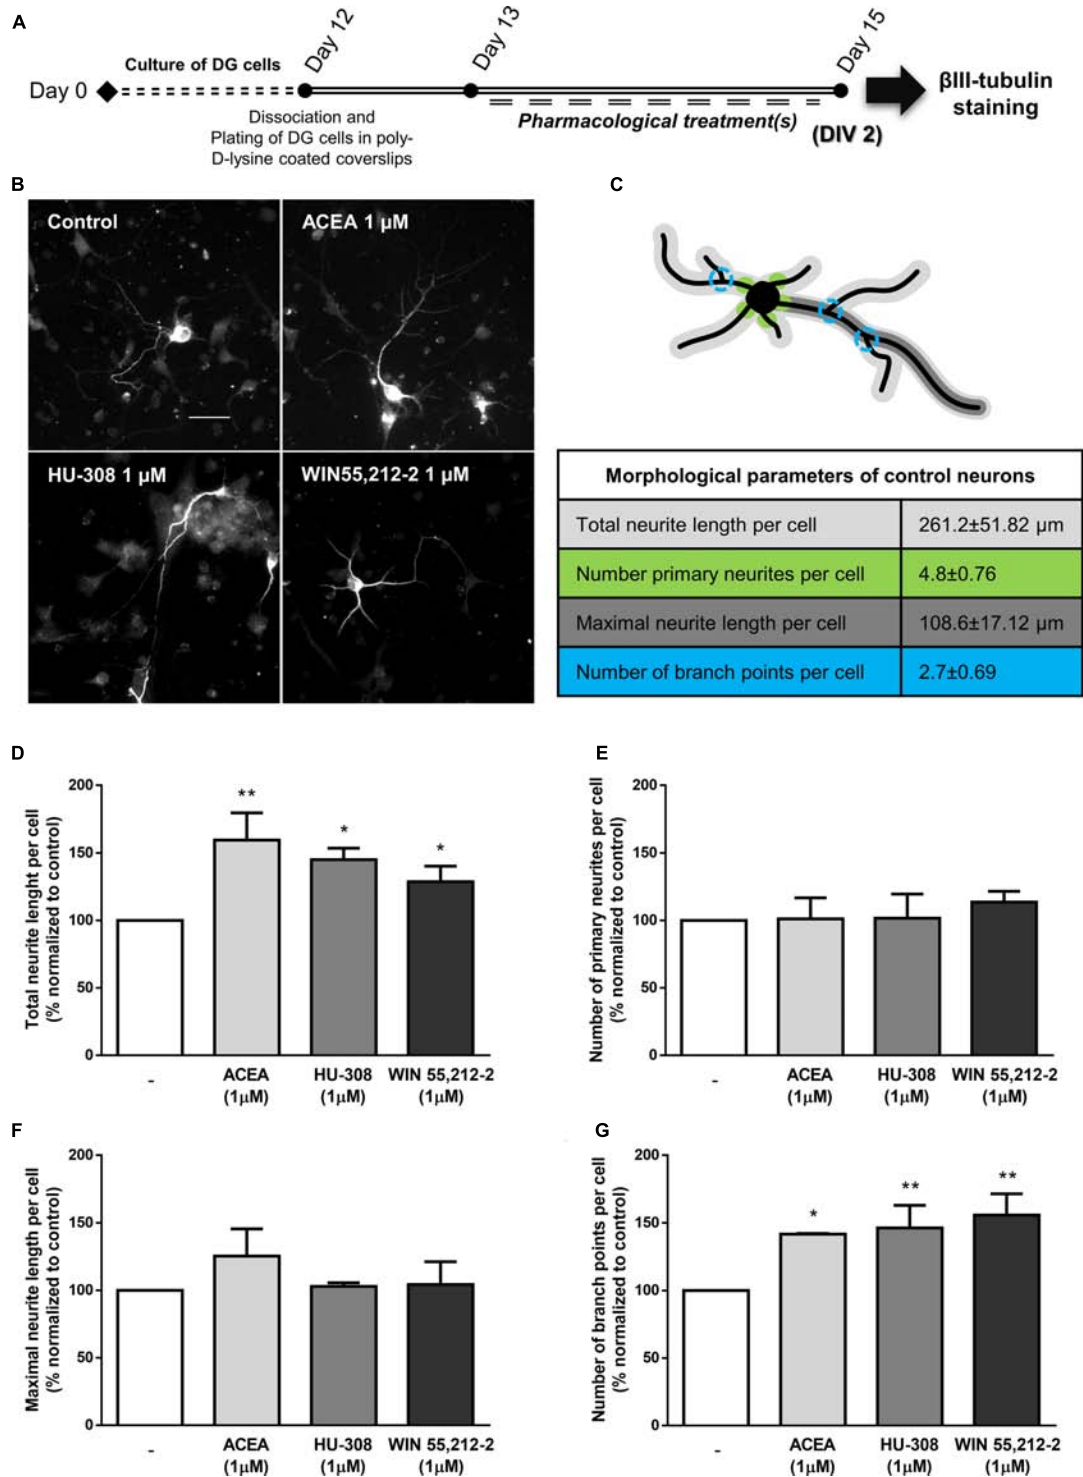 A
Day 0
Culture of DG cells
Day 12
Day 13
Day 15
Dissociation and
Plating of DG cells in poly-
D-lysine coated coverslips
Pharmacological treatment(s)
(DIV 2)
βIII-tubulin
staining
B
Control
ACEA 1 µM
HU-308 1 µM
WIN55,212-2 1 µM
C
Morphological parameters of control neurons
Total neurite length per cell 261.2±51.82 µm
Number primary neurites per cell 4.8±0.76
Maximal neurite length per cell 108.6±17.12 µm
Number of branch points per cell 2.7±0.69
D
Total neurite lenght per cell
(% normalized to control)
200
150
100
50
0
**
*
*
- ACEA HU-308 WIN 55,212-2
(1µM) (1µM) (1µM)
E
Number of primary neurites per cell
(% normalized to control)
200
150
100
50
0
- ACEA HU-308 WIN 55,212-2
(1µM) (1µM) (1µM)
F
Maximal neurite length per cell
(% normalized to control)
200
150
100
50
0
- ACEA HU-308 WIN 55,212-2
(1µM) (1µM) (1µM)
G
Number of branch points per cell
(% normalized to control)
200
150
100
50
0
*
**
**
- ACEA HU-308 WIN 55,212-2
(1µM) (1µM) (1µM)